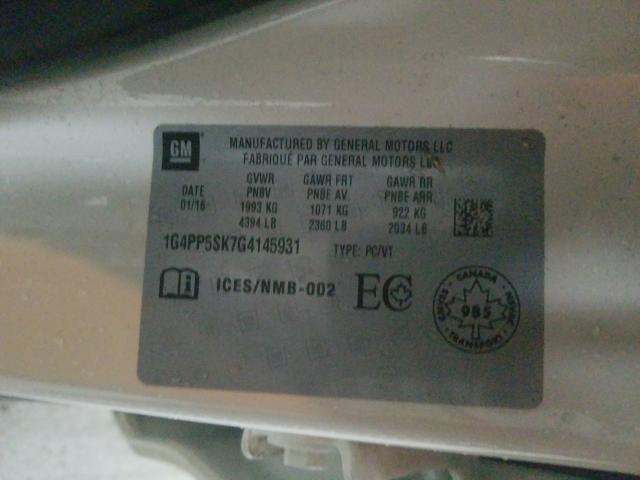 GM
MANUFACTURED BY GENERAL MOTORS LLC
FABRIQUÉ PAR GENERAL MOTORS LLC
GVWR GAWR FRT GAWR RR
DATE PNBV PNBE AV. PNBE ARR.
01/16 1993 KG 1071 KG 922 KG
4394 LB 2360 LB 2034 LB
1G4PP5SK7G4145931 TYPE: PC/VT
i ICES/NMB-002 EC
CANADA
985
TRANSPORT